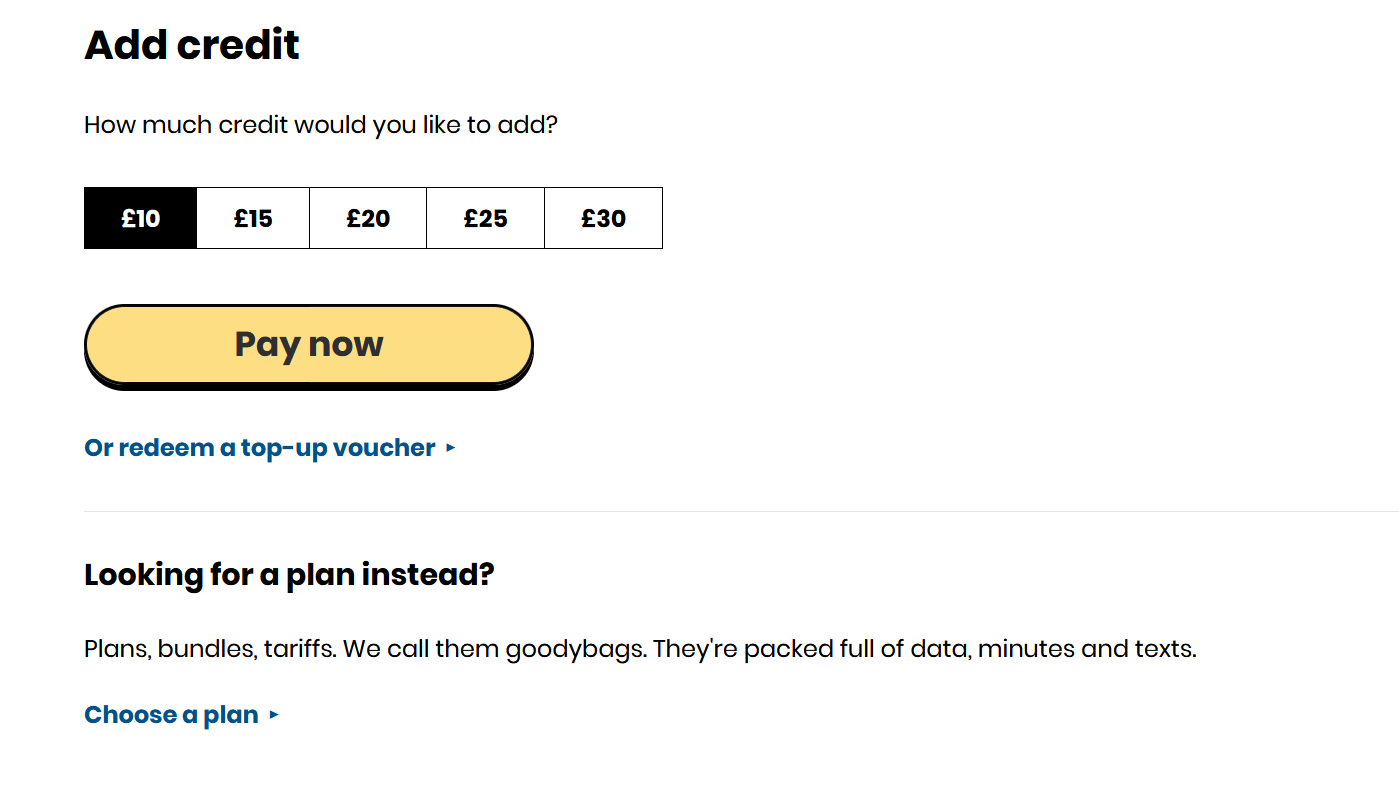 Add credit
How much credit would you like to add?
£10 £15 £20 £25 £30
Pay now
Or redeem a top-up voucher ▸
Looking for a plan instead?
Plans, bundles, tariffs. We call them goodybags. They're packed full of data, minutes and texts.
Choose a plan ▸